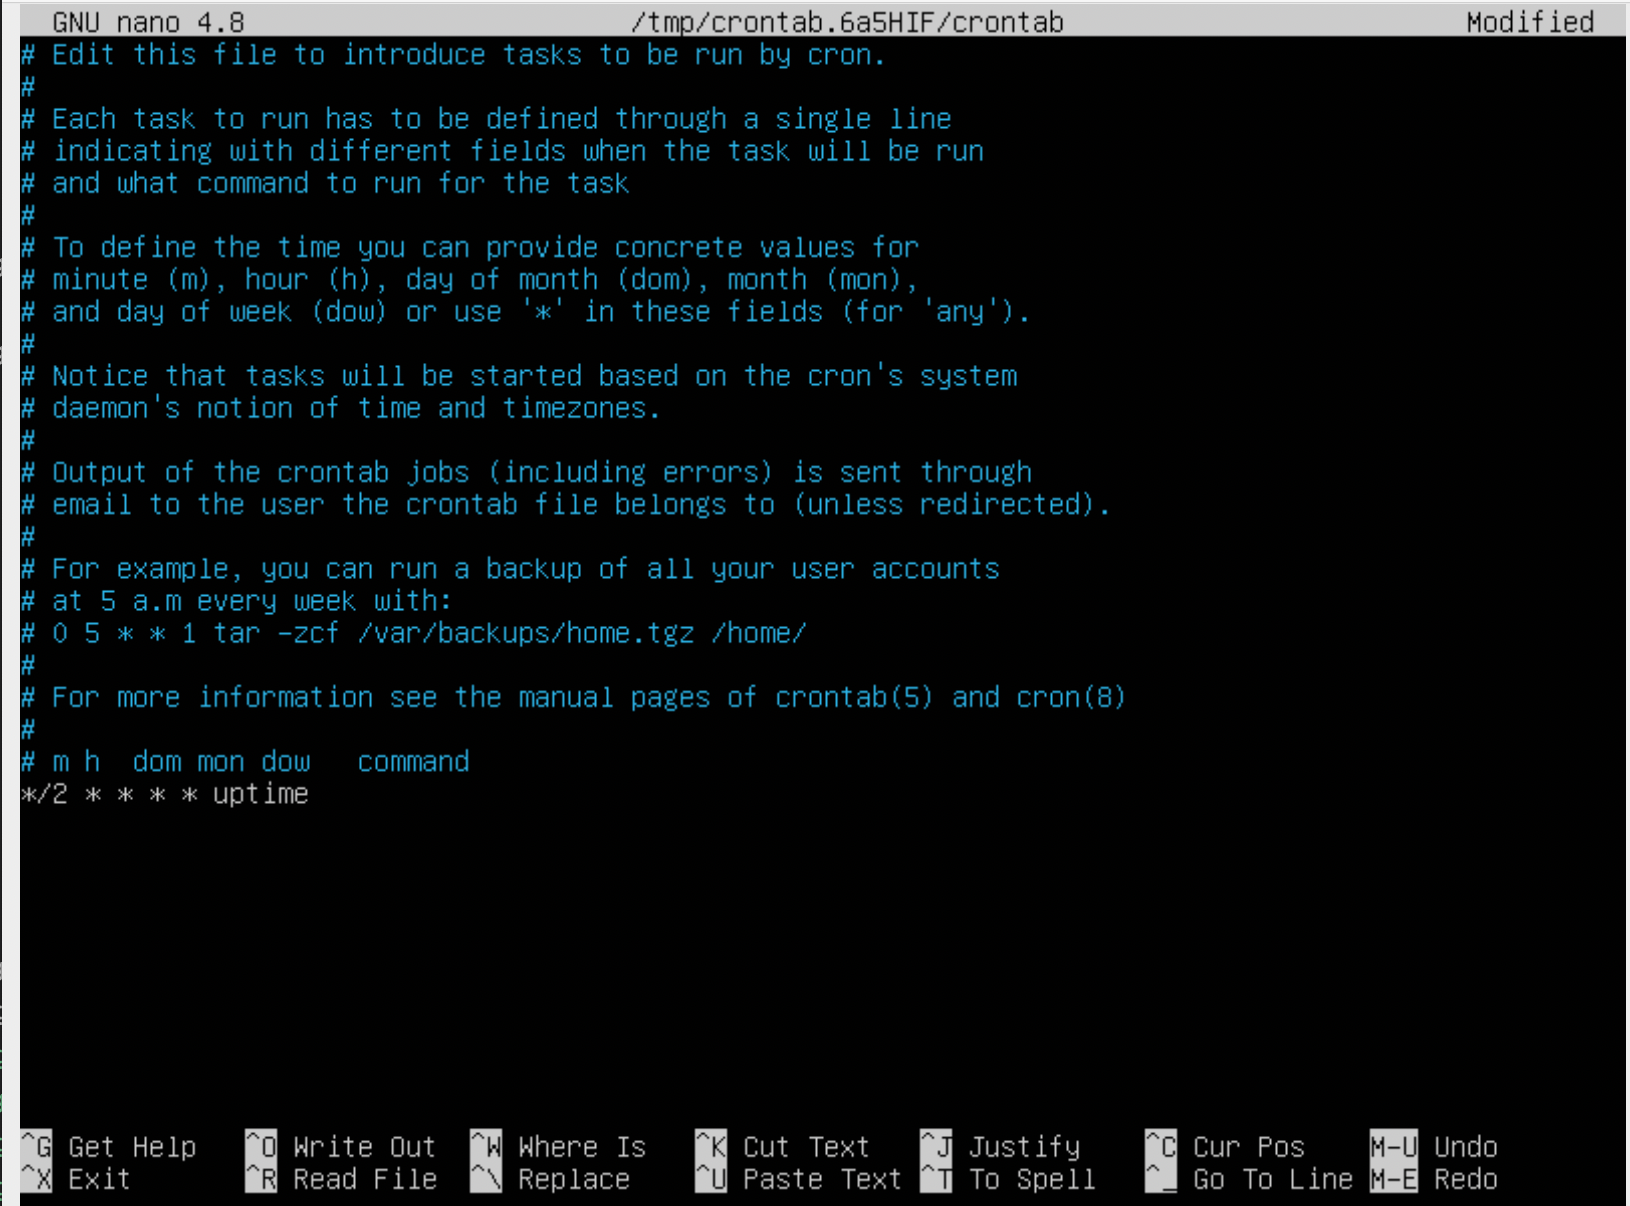 GNU nano 4.8 /tmp/crontab.6a5HIF/crontab Modified
# Edit this file to introduce tasks to be run by cron.
#
# Each task to run has to be defined through a single line
# indicating with different fields when the task will be run
# and what command to run for the task
#
# To define the time you can provide concrete values for
# minute (m), hour (h), day of month (dom), month (mon),
# and day of week (dow) or use '*' in these fields (for 'any').
#
# Notice that tasks will be started based on the cron's system
# daemon's notion of time and timezones.
#
# Output of the crontab jobs (including errors) is sent through
# email to the user the crontab file belongs to (unless redirected).
#
# For example, you can run a backup of all your user accounts
# at 5 a.m every week with:
# 0 5 * * 1 tar -zcf /var/backups/home.tgz /home/
#
# For more information see the manual pages of crontab(5) and cron(8)
#
# m h  dom mon dow   command
*/2 * * * * uptime
^G Get Help ^O Write Out ^W Where Is ^K Cut Text ^J Justify ^C Cur Pos M-U Undo
^X Exit ^R Read File ^\ Replace ^U Paste Text ^T To Spell ^_ Go To Line M-E Redo